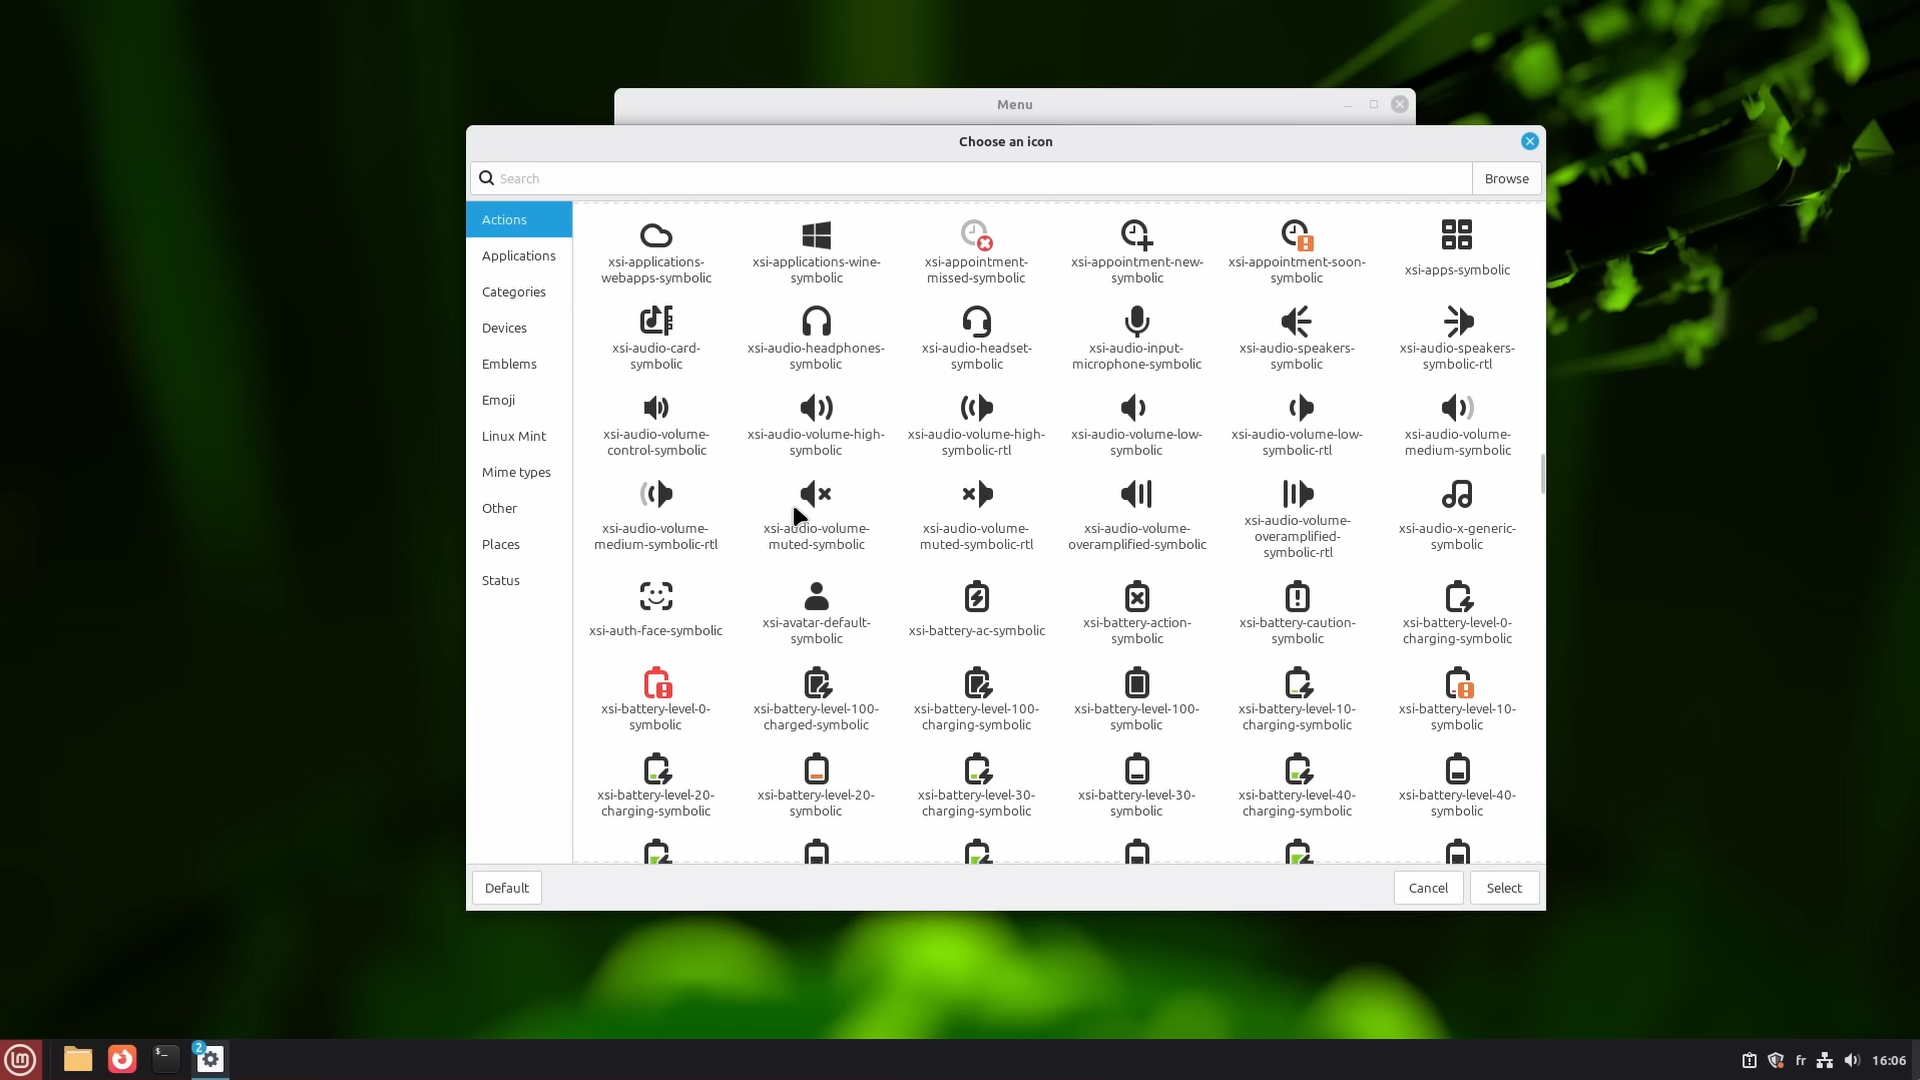 Menu
Choose an icon
Search
Browse
Actions
Applications
Categories
Devices
Emblems
Emoji
Linux Mint
Mime types
Other
Places
Status
xsi-applications-
webapps-symbolic
xsi-applications-wine-
symbolic
xsi-appointment-
missed-symbolic
xsi-appointment-new-
symbolic
xsi-appointment-soon-
symbolic
xsi-apps-symbolic
xsi-audio-card-
symbolic
xsi-audio-headphones-
symbolic
xsi-audio-headset-
symbolic
xsi-audio-input-
microphone-symbolic
xsi-audio-speakers-
symbolic
xsi-audio-speakers-
symbolic-rtl
xsi-audio-volume-
control-symbolic
xsi-audio-volume-high-
symbolic
xsi-audio-volume-high-
symbolic-rtl
xsi-audio-volume-low-
symbolic
xsi-audio-volume-low-
symbolic-rtl
xsi-audio-volume-
medium-symbolic
xsi-audio-volume-
medium-symbolic-rtl
xsi-audio-volume-
muted-symbolic
xsi-audio-volume-
muted-symbolic-rtl
xsi-audio-volume-
overamplified-symbolic
xsi-audio-volume-
overamplified-
symbolic-rtl
xsi-audio-x-generic-
symbolic
xsi-auth-face-symbolic
xsi-avatar-default-
symbolic
xsi-battery-ac-symbolic
xsi-battery-action-
symbolic
xsi-battery-caution-
symbolic
xsi-battery-level-0-
charging-symbolic
xsi-battery-level-0-
symbolic
xsi-battery-level-100-
charged-symbolic
xsi-battery-level-100-
charging-symbolic
xsi-battery-level-100-
symbolic
xsi-battery-level-10-
charging-symbolic
xsi-battery-level-10-
symbolic
xsi-battery-level-20-
charging-symbolic
xsi-battery-level-20-
symbolic
xsi-battery-level-30-
charging-symbolic
xsi-battery-level-30-
symbolic
xsi-battery-level-40-
charging-symbolic
xsi-battery-level-40-
symbolic
Default
Cancel
Select
2
fr
16:06